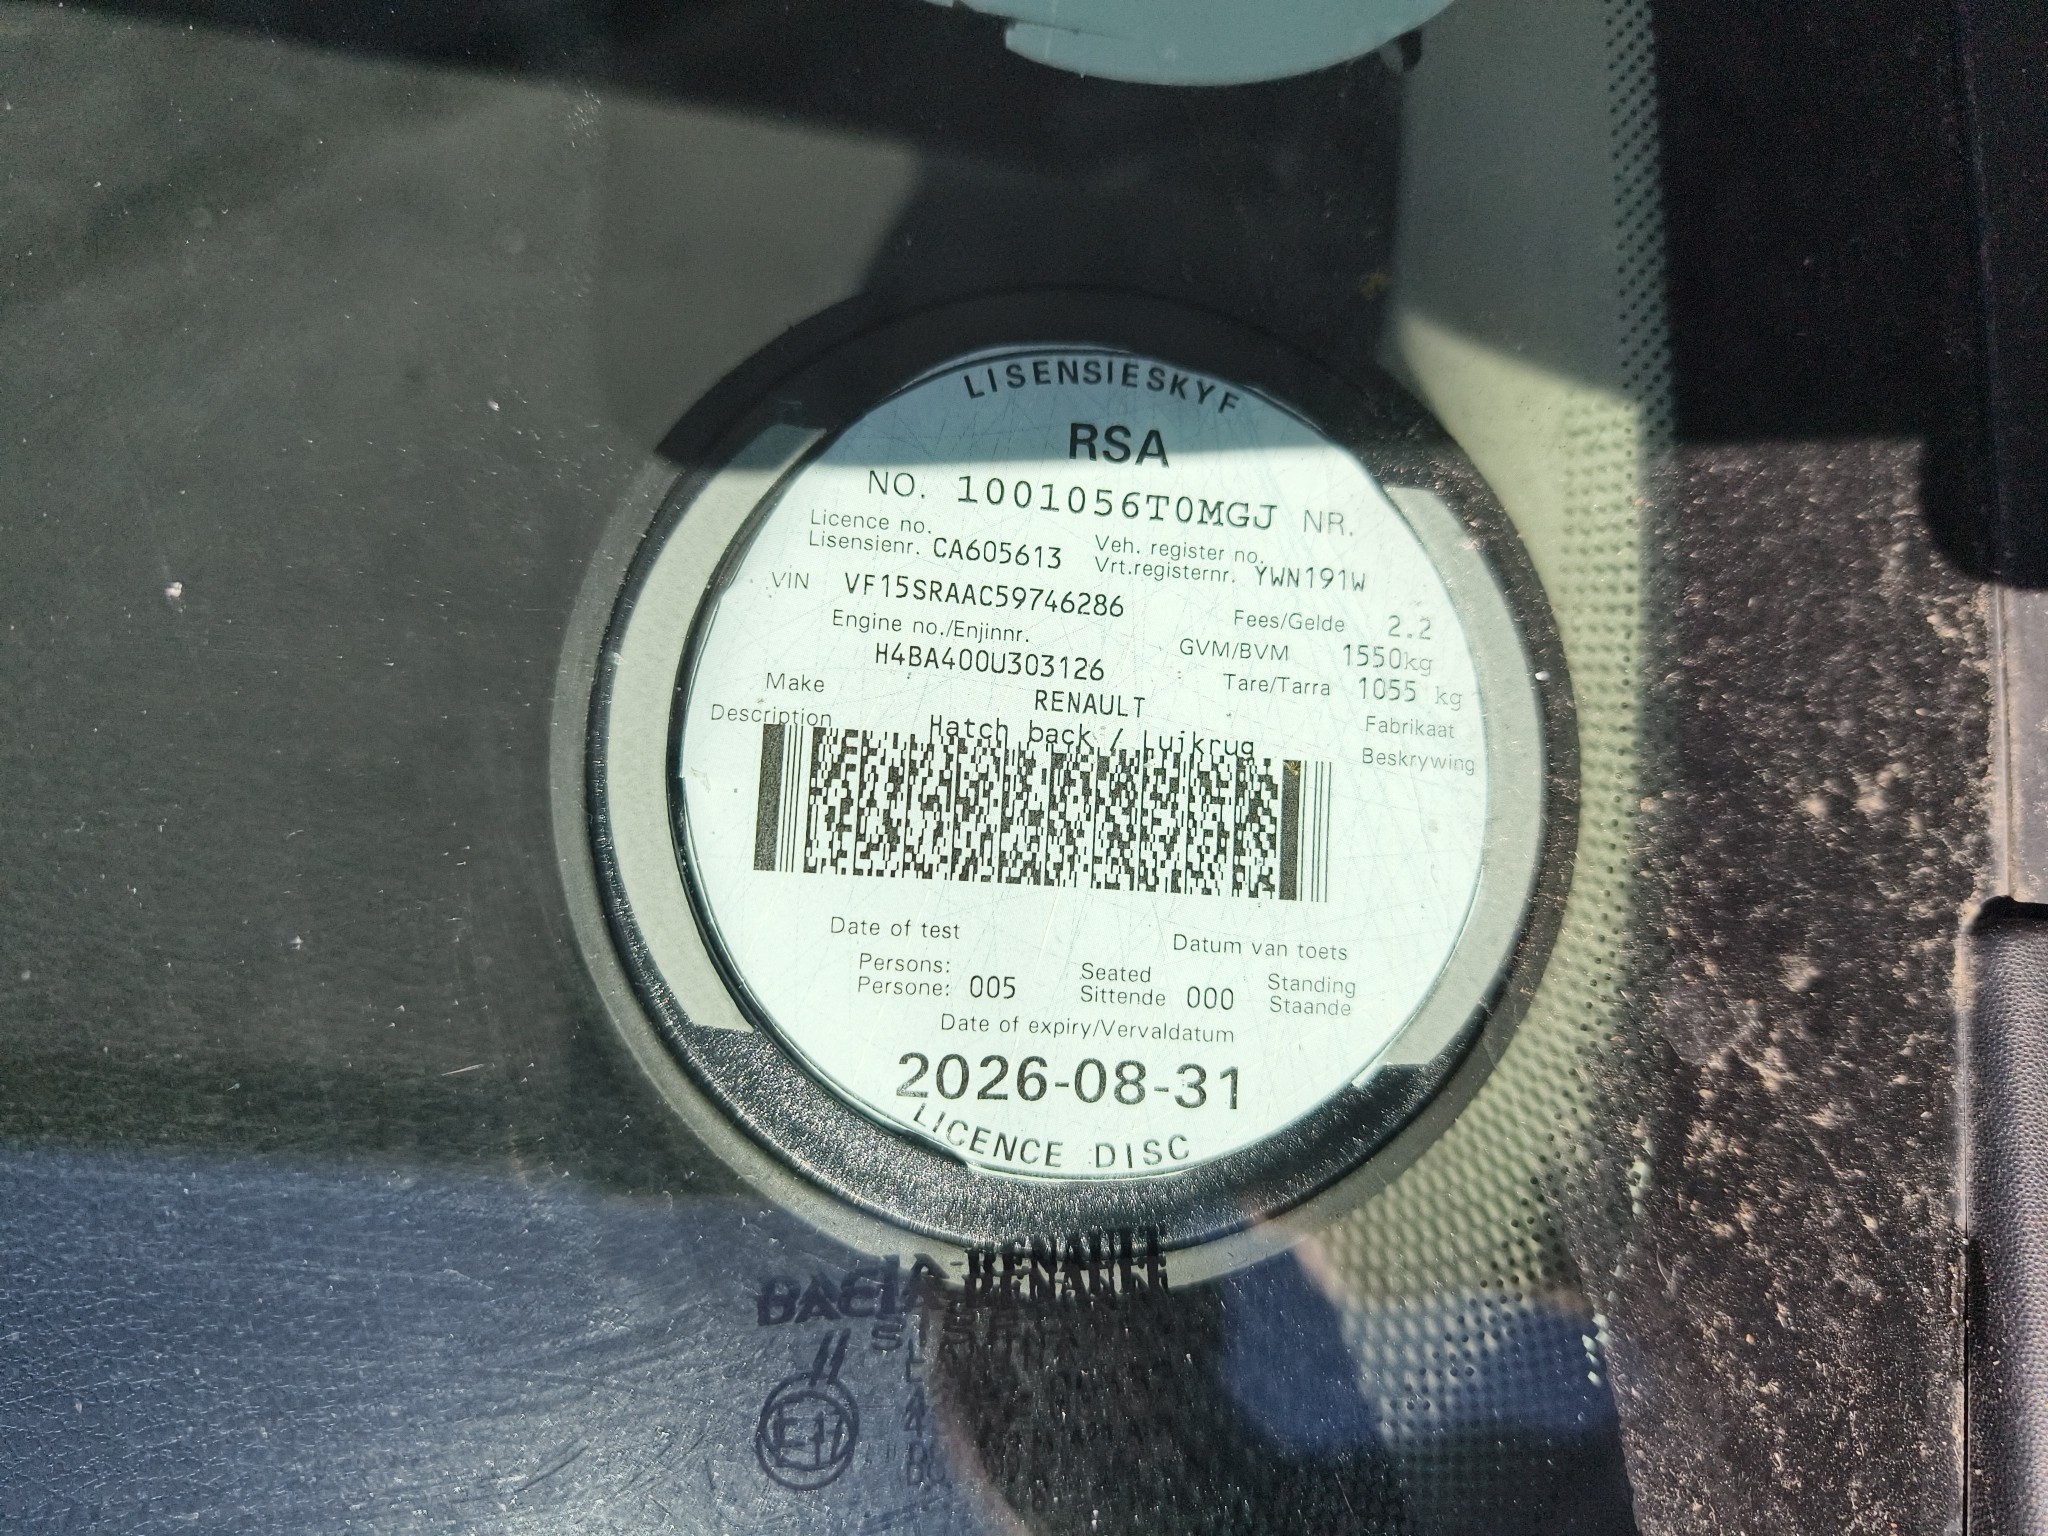 LISENSIESKYF
RSA
NO. 1001056T0MGJ NR.
Licence no.
Lisensienr. CA605613
Veh. register no.
Vrt.registernr. YWN191W
VIN VF15SRAAC59746286
Fees/Gelde 2.2
Engine no./Enjinnr.
H4BA400U303126
GVM/BVM 1550kg
Tare/Tarra 1055 kg
Make RENAULT Fabrikaat
Description Hatch back / Luikrug Beskrywing
Date of test Datum van toets
Persons: Seated Standing
Persone: 005 Sittende 000 Staande
Date of expiry/Vervaldatum
2026-08-31
LICENCE DISC
DACIA-RENAULT
//
E 17